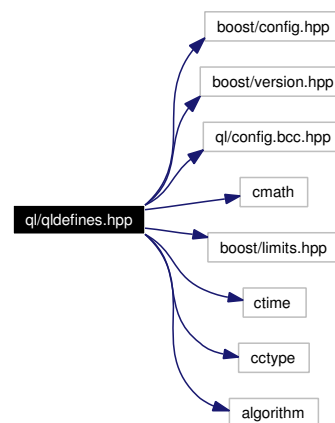 boost/config.hpp
boost/version.hpp
ql/config.bcc.hpp
cmath
ql/qldefines.hpp
boost/limits.hpp
ctime
cctype
algorithm